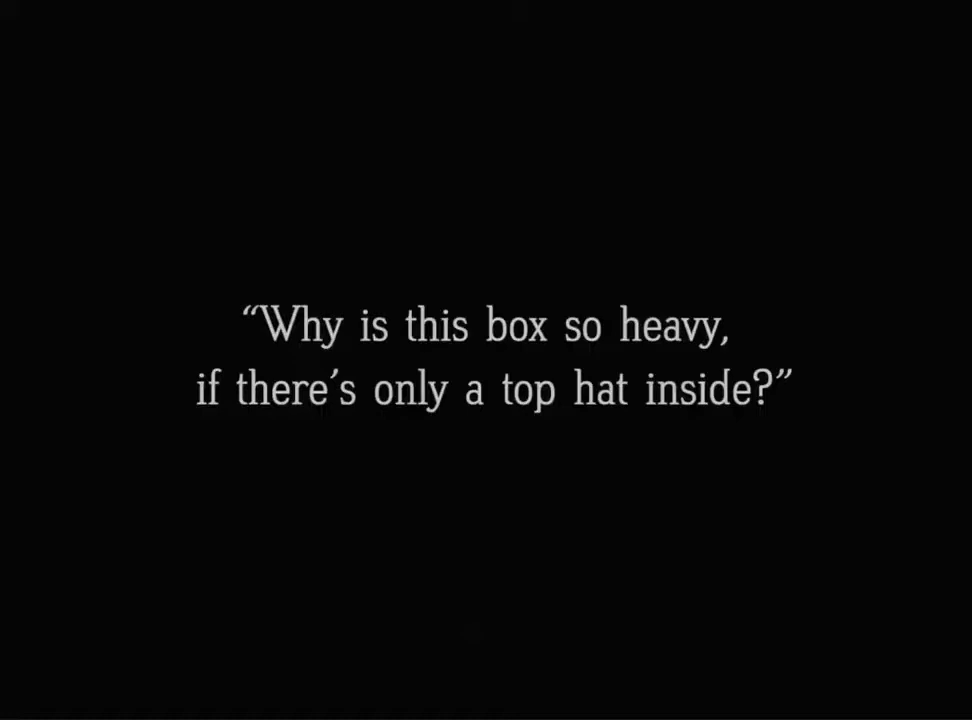 “Why is this box so heavy,
if there’s only a top hat inside?”